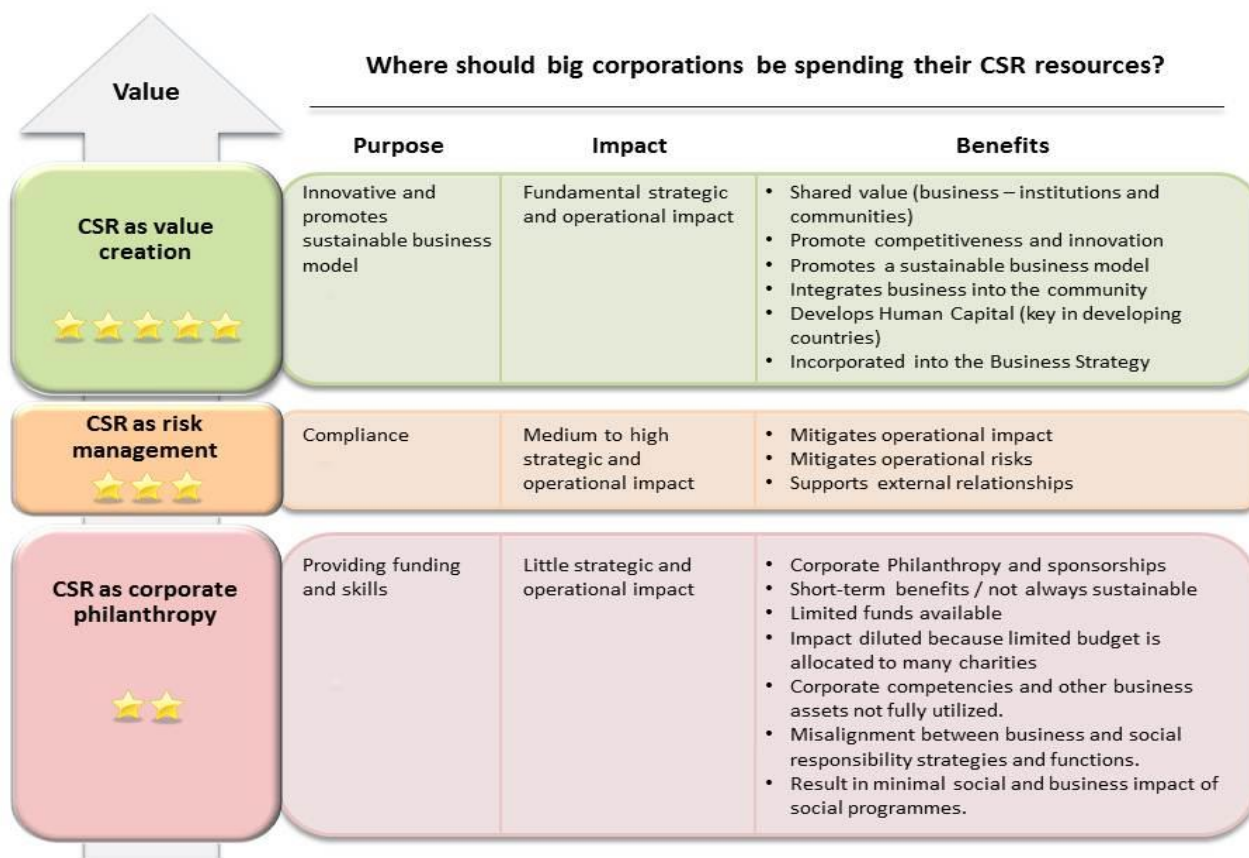 Where should big corporations be spending their CSR resources?
Value
Purpose
Impact
Benefits
CSR as value
creation
Innovative and
promotes
sustainable business
model
Fundamental strategic
and operational impact
• Shared value (business – institutions and
communities)
• Promote competitiveness and innovation
• Promotes a sustainable business model
• Integrates business into the community
• Develops Human Capital (key in developing
countries)
• Incorporated into the Business Strategy
CSR as risk
management
Compliance
Medium to high
strategic and
operational impact
• Mitigates operational impact
• Mitigates operational risks
• Supports external relationships
CSR as corporate
philanthropy
Providing funding
and skills
Little strategic and
operational impact
• Corporate Philanthropy and sponsorships
• Short-term benefits / not always sustainable
• Limited funds available
• Impact diluted because limited budget is
allocated to many charities
• Corporate competencies and other business
assets not fully utilized.
• Misalignment between business and social
responsibility strategies and functions.
• Result in minimal social and business impact of
social programmes.